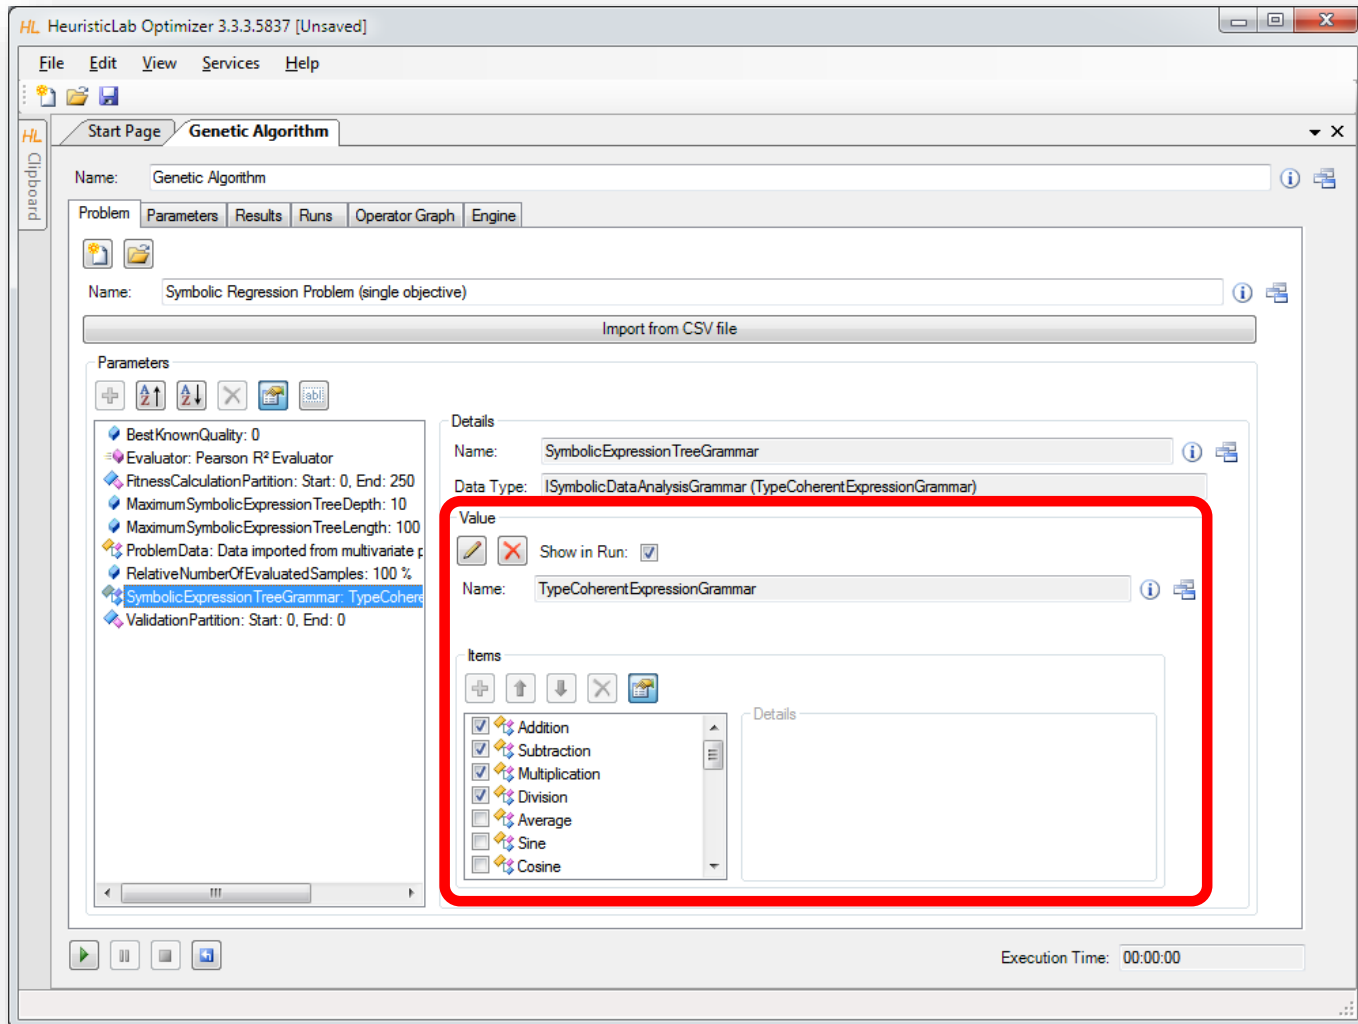 HL HeuristicLab Optimizer 3.3.3.5837 [Unsaved]
File Edit View Services Help
HL Clipboard
Start Page Genetic Algorithm
Name: Genetic Algorithm
Problem Parameters Results Runs Operator Graph Engine
Name: Symbolic Regression Problem (single objective)
Import from CSV file
Parameters
BestKnownQuality: 0
Evaluator: Pearson R² Evaluator
FitnessCalculationPartition: Start: 0, End: 250
MaximumSymbolicExpressionTreeDepth: 10
MaximumSymbolicExpressionTreeLength: 100
ProblemData: Data imported from multivariate p
RelativeNumberOfEvaluatedSamples: 100 %
SymbolicExpressionTreeGrammar: TypeCohere
ValidationPartition: Start: 0, End: 0
Details
Name: SymbolicExpressionTreeGrammar
Data Type: ISymbolicDataAnalysisGrammar (TypeCoherentExpressionGrammar)
Value
Show in Run:
Name: TypeCoherentExpressionGrammar
Items
Addition
Subtraction
Multiplication
Division
Average
Sine
Cosine
Details
Execution Time: 00:00:00